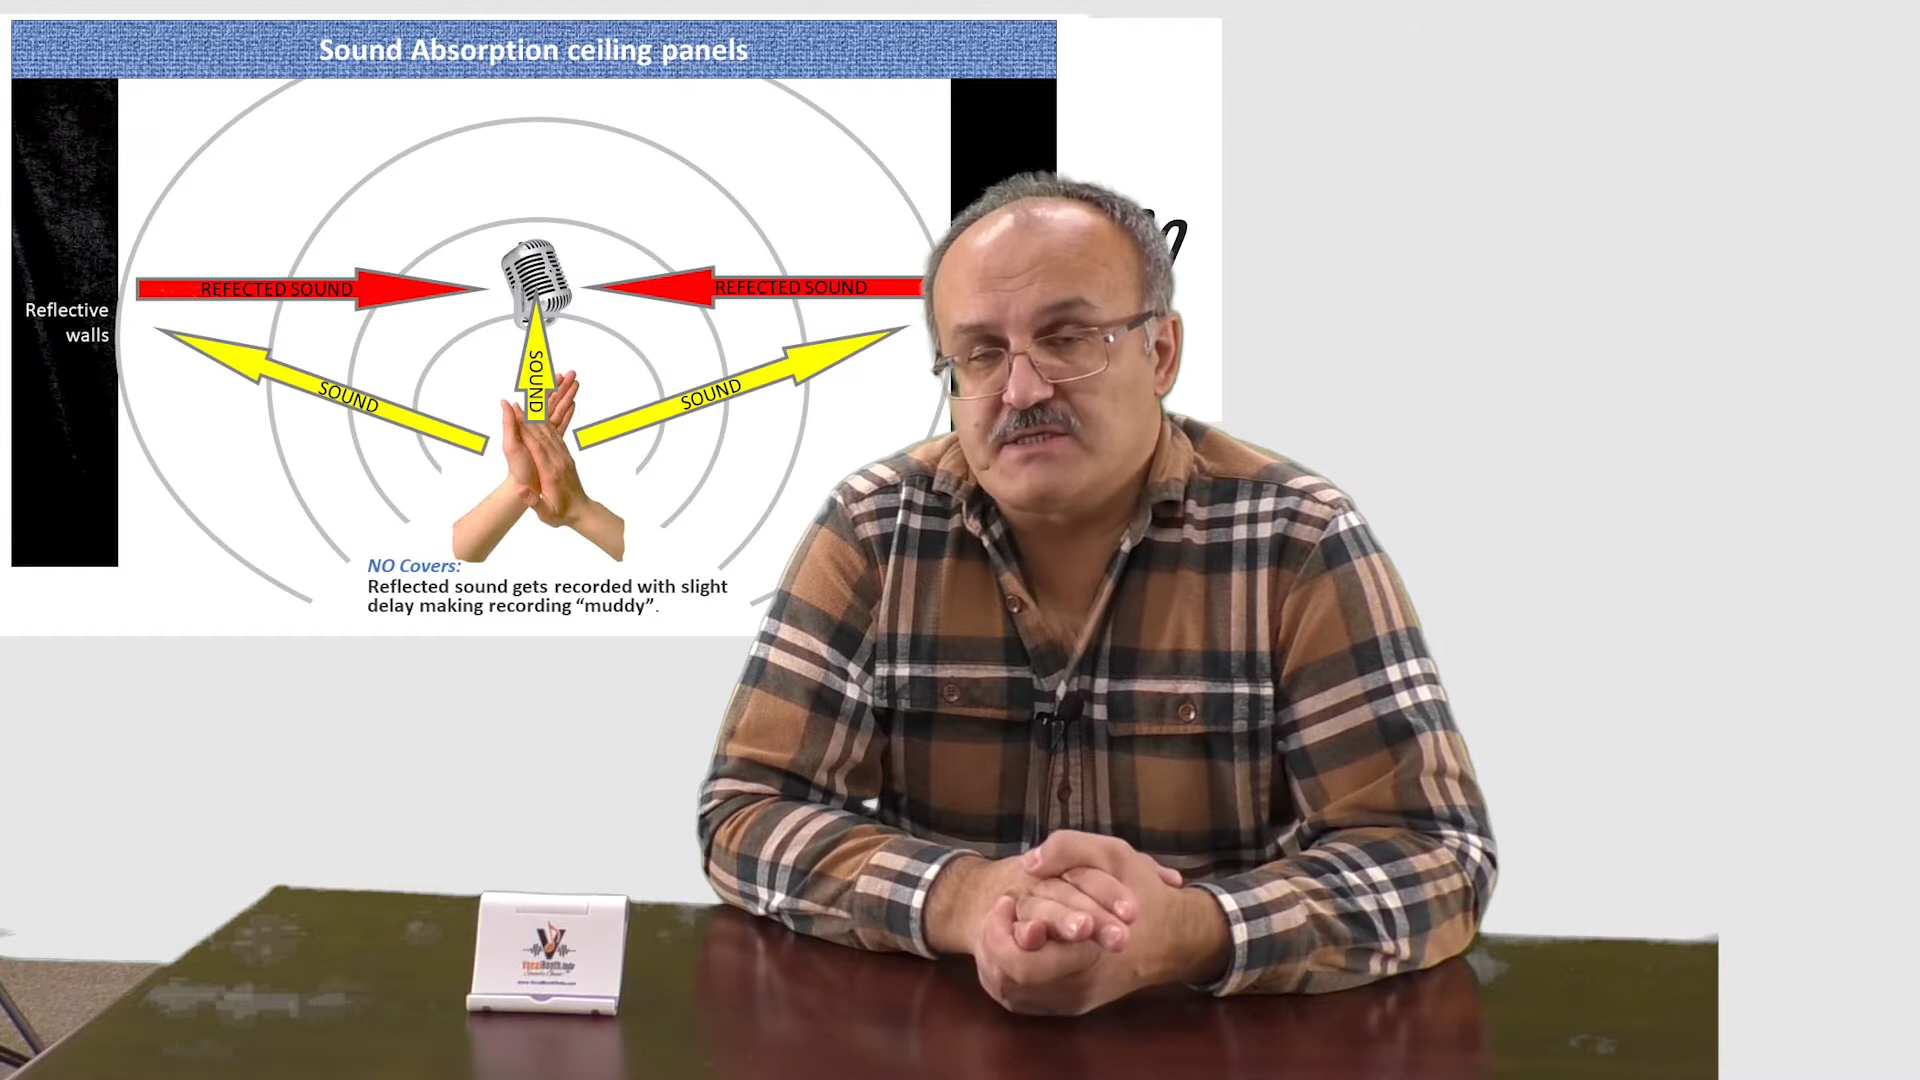 Sound Absorption ceiling panels
REFECTED SOUND
REFECTED SOUND
Reflective
walls
SOUND
SOUND
SOUND
NO Covers:
Reflected sound gets recorded with slight
delay making recording “muddy”.